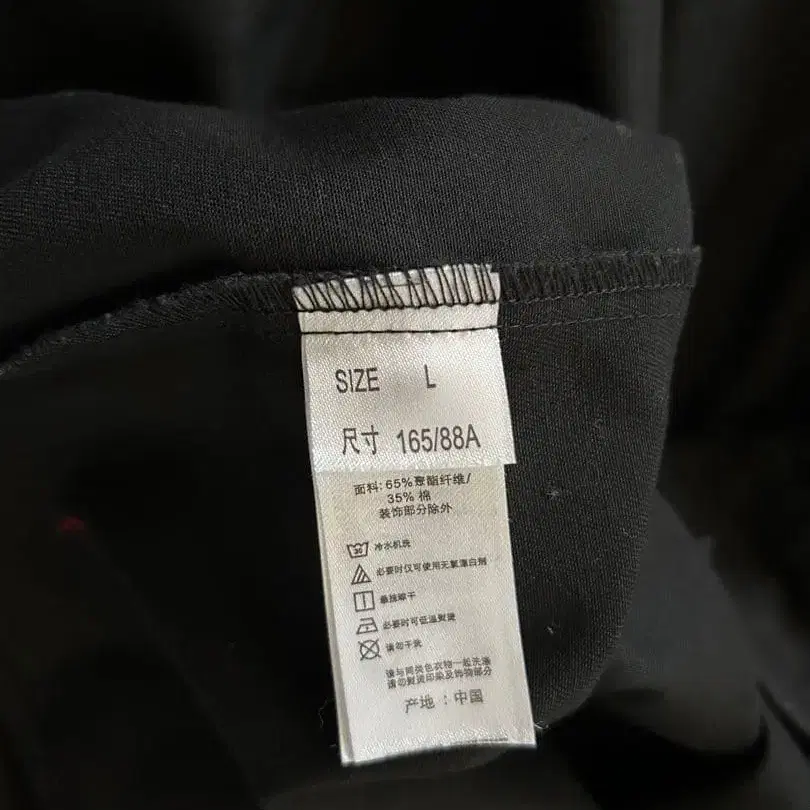 SIZE L
尺寸 165/88A
面料: 65%聚酯纤维/
35% 棉
装饰部分除外
冷水机洗
必要时仅可使用无氯漂白剂
悬挂晾干
必要时可低温熨烫
请勿干洗
请与同类色衣物一起洗涤
请勿熨烫印染及饰物部分
产地：中国